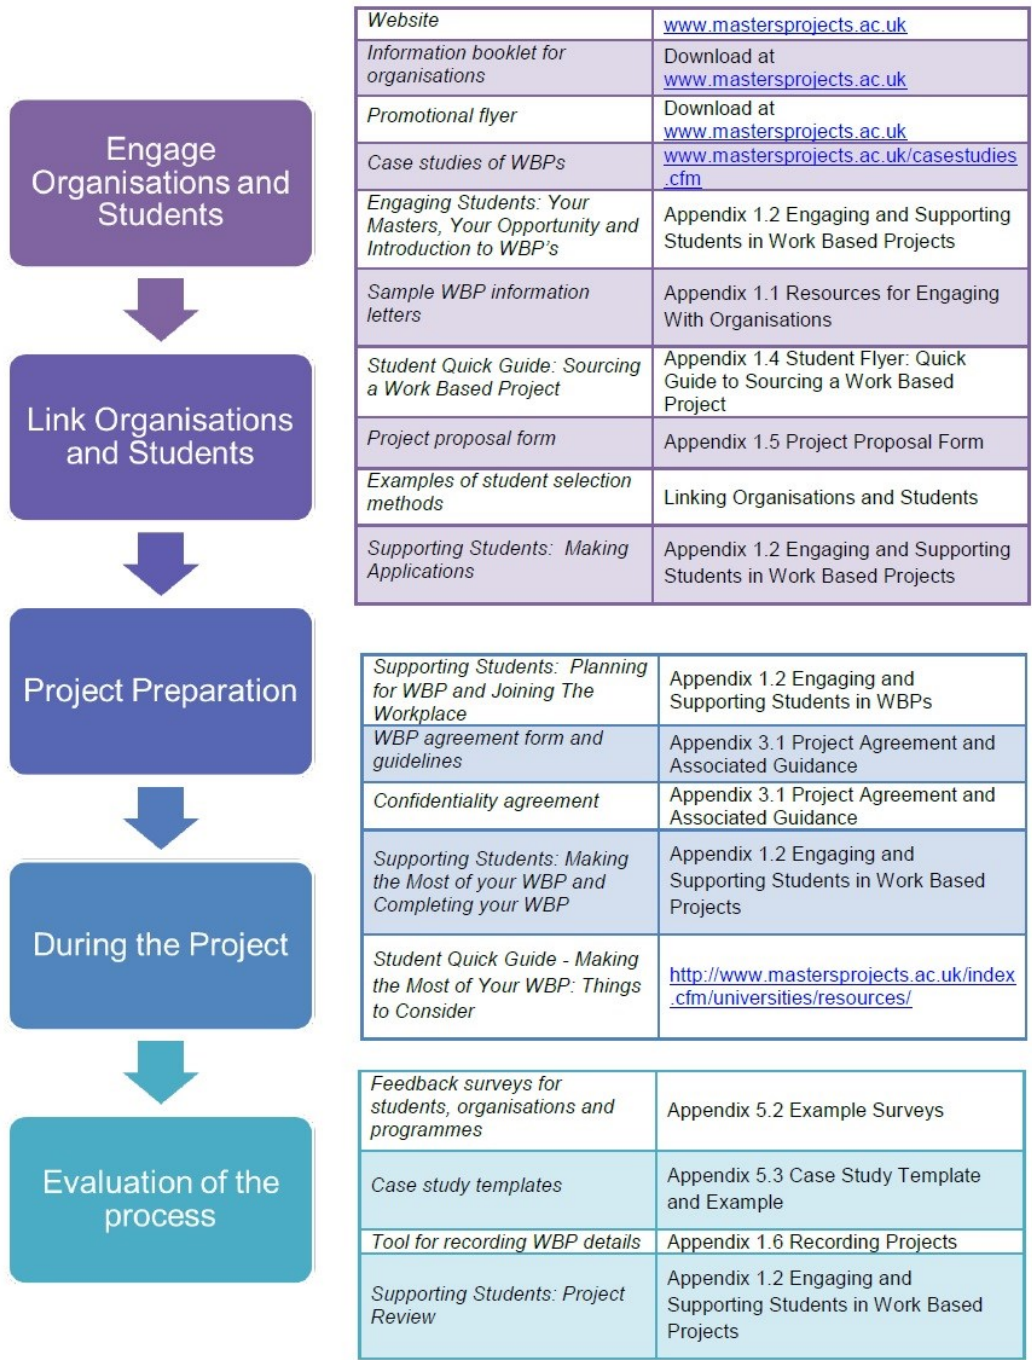 Engage
Organisations and
Students
Link Organisations
and Students
Project Preparation
During the Project
Evaluation of the
process
Website
www.mastersprojects.ac.uk
Information booklet for
organisations
Download at
www.mastersprojects.ac.uk
Promotional flyer
Download at
www.mastersprojects.ac.uk
Case studies of WBPs
www.mastersprojects.ac.uk/casestudies
.cfm
Engaging Students: Your
Masters, Your Opportunity and
Introduction to WBP's
Appendix 1.2 Engaging and Supporting
Students in Work Based Projects
Sample WBP information
letters
Appendix 1.1 Resources for Engaging
With Organisations
Student Quick Guide: Sourcing
a Work Based Project
Appendix 1.4 Student Flyer: Quick
Guide to Sourcing a Work Based
Project
Project proposal form
Appendix 1.5 Project Proposal Form
Examples of student selection
methods
Linking Organisations and Students
Supporting Students:  Making
Applications
Appendix 1.2 Engaging and Supporting
Students in Work Based Projects
Supporting Students:  Planning
for WBP and Joining The
Workplace
Appendix 1.2 Engaging and
Supporting Students in WBPs
WBP agreement form and
guidelines
Appendix 3.1 Project Agreement and
Associated Guidance
Confidentiality agreement
Appendix 3.1 Project Agreement and
Associated Guidance
Supporting Students: Making
the Most of your WBP and
Completing your WBP
Appendix 1.2 Engaging and
Supporting Students in Work Based
Projects
Student Quick Guide - Making
the Most of Your WBP: Things
to Consider
http://www.mastersprojects.ac.uk/index
.cfm/universities/resources/
Feedback surveys for
students, organisations and
programmes
Appendix 5.2 Example Surveys
Case study templates
Appendix 5.3 Case Study Template
and Example
Tool for recording WBP details
Appendix 1.6 Recording Projects
Supporting Students: Project
Review
Appendix 1.2 Engaging and
Supporting Students in Work Based
Projects